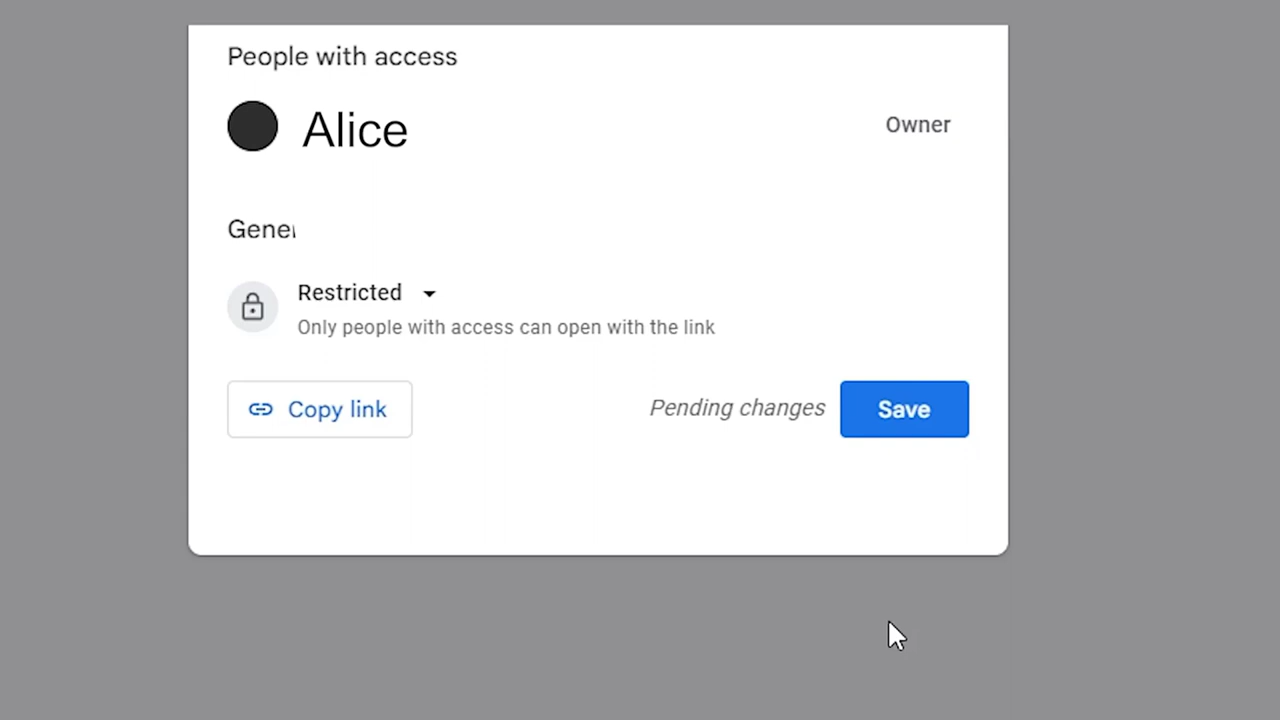 People with access
Alice
Owner
Gene
Restricted
Only people with access can open with the link
Copy link
Pending changes
Save